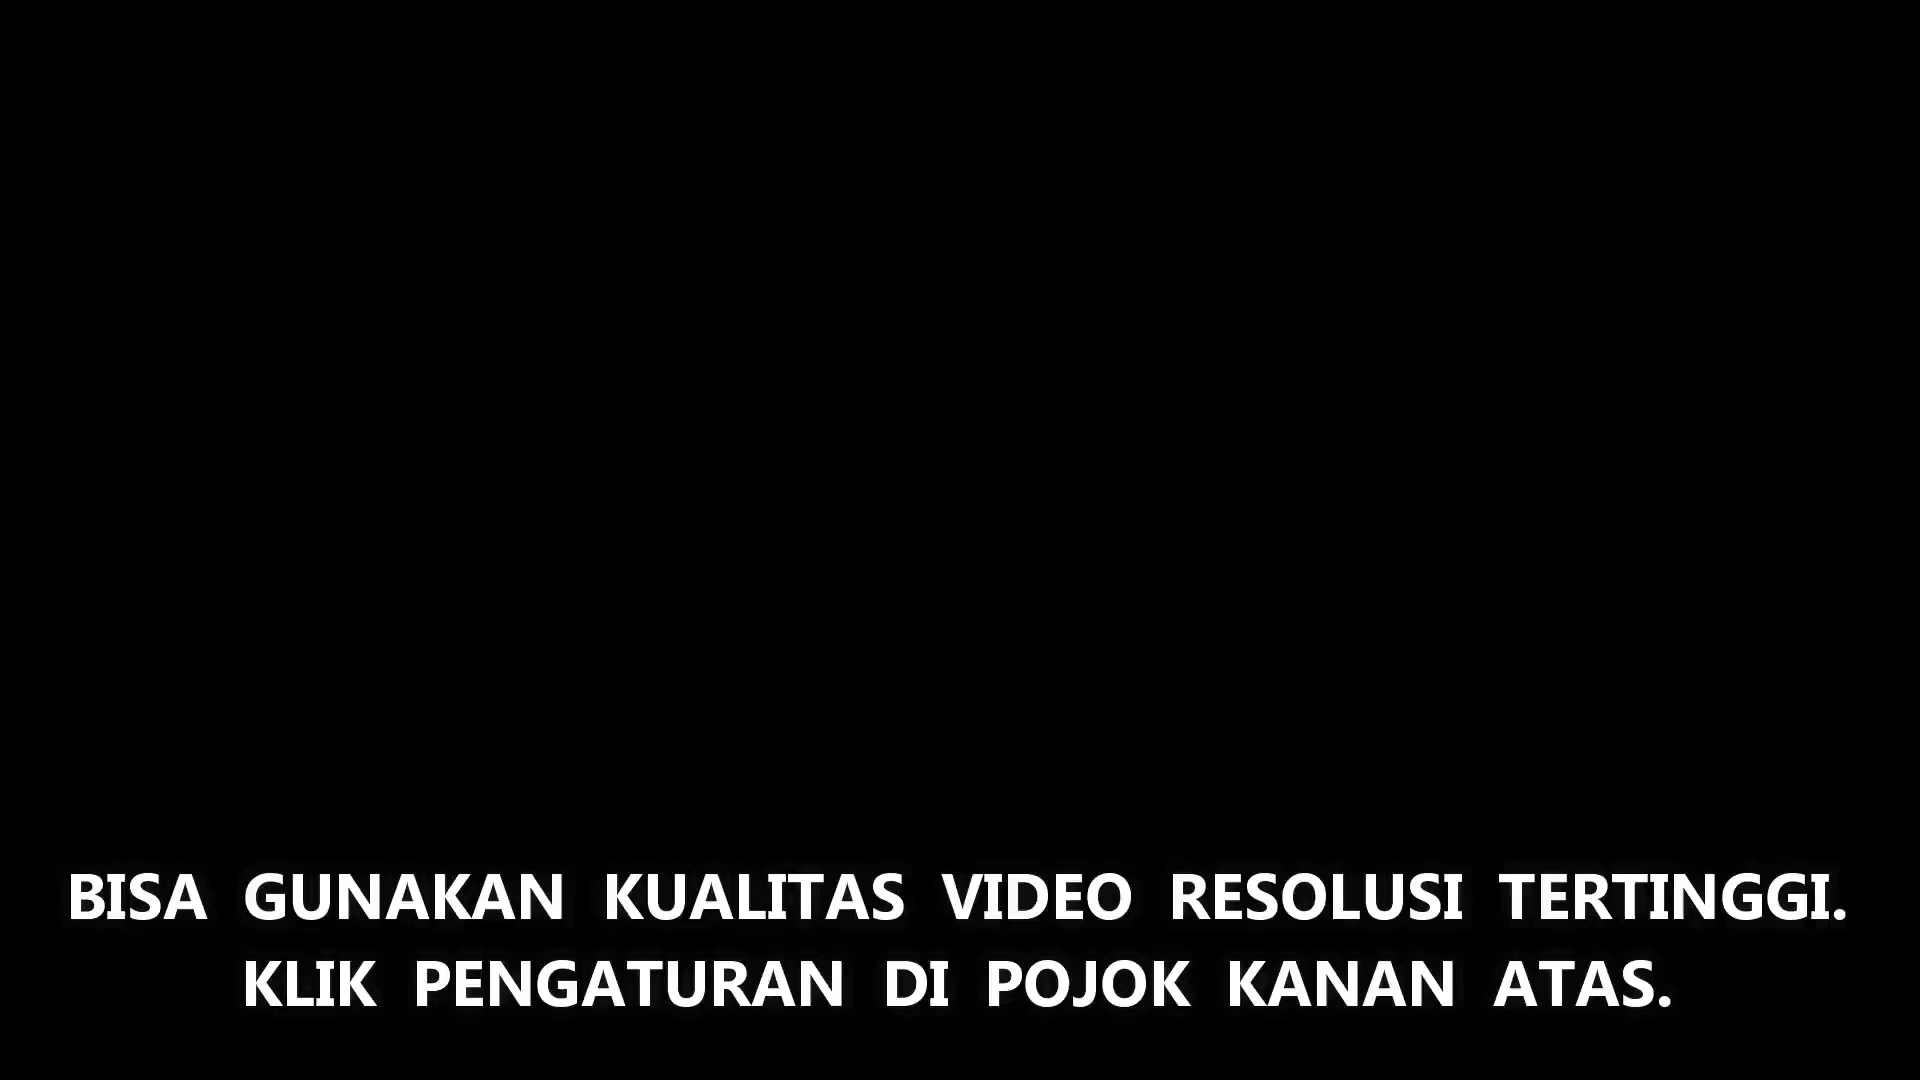 BISA GUNAKAN KUALITAS VIDEO RESOLUSI TERTINGGI.
KLIK PENGATURAN DI POJOK KANAN ATAS.